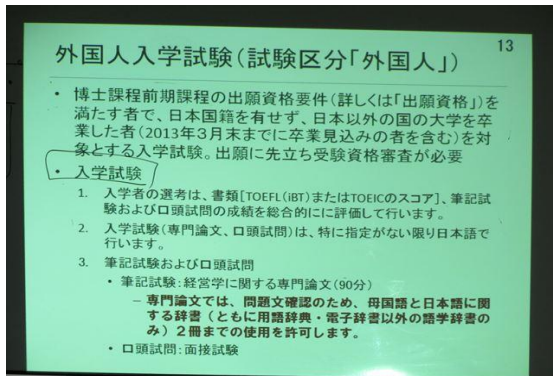 13
外国人入学試験（試験区分「外国人」）
・ 博士課程前期課程の出願資格要件（詳しくは「出願資格」）を
満たす者で、日本国籍を有せず、日本以外の国の大学を卒
業した者（2013年3月末までに卒業見込みの者を含む）を対
象とする入学試験。出願に先立ち受験資格審査が必要
・ 入学試験
1. 入学者の選考は、書類［TOEFL（iBT）またはTOEICのスコア］、筆記試
験および口頭試問の成績を総合的にに評価して行います。
2. 入学試験（専門論文、口頭試問）は、特に指定がない限り日本語で
行います。
3. 筆記試験および口頭試問
・ 筆記試験：経営学に関する専門論文（90分）
– 専門論文では、問題文確認のため、母国語と日本語に関
する辞書（ともに用語辞典・電子辞書以外の語学辞書の
み）２冊までの使用を許可します。
・ 口頭試問：面接試験